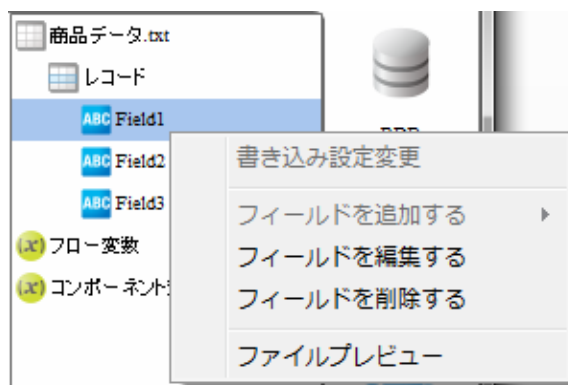 商品データ.txt
レコード
ABC Field1
ABC Field2
ABC Field3
(x) フロー変数
(x) コンポーネント
書き込み設定変更
フィールドを追加する
フィールドを編集する
フィールドを削除する
ファイルプレビュー